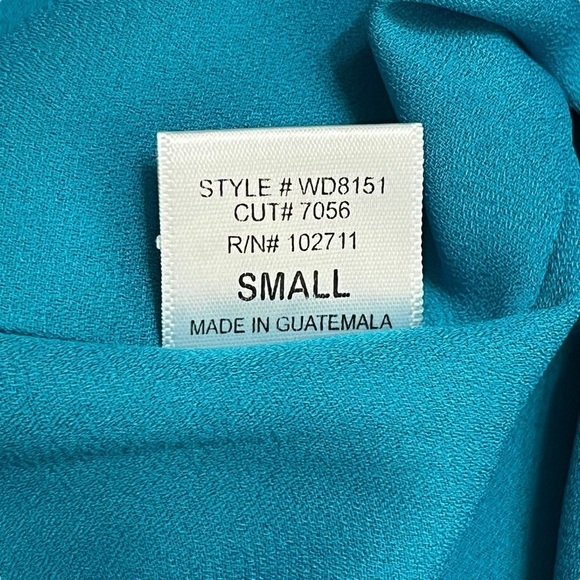 STYLE # WD8151
CUT# 7056
R/N# 102711
SMALL
MADE IN GUATEMALA